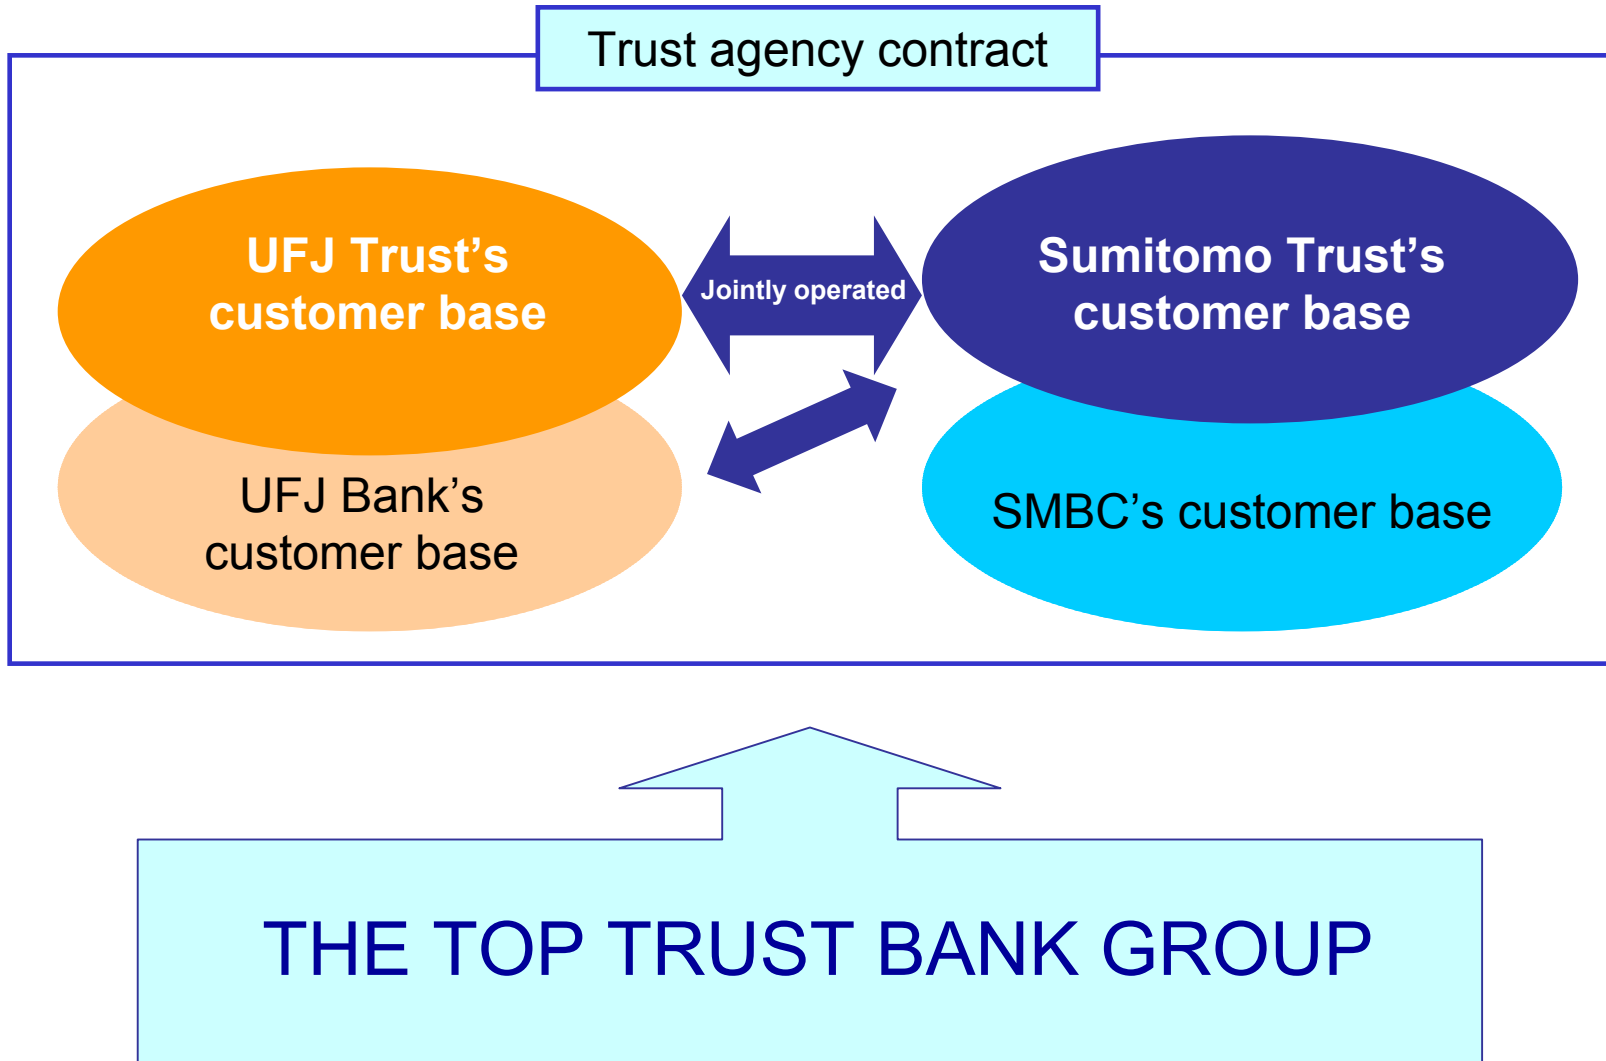 Trust agency contract
UFJ Trust’s
customer base
Jointly operated
Sumitomo Trust’s
customer base
UFJ Bank’s
customer base
SMBC’s customer base
THE TOP TRUST BANK GROUP